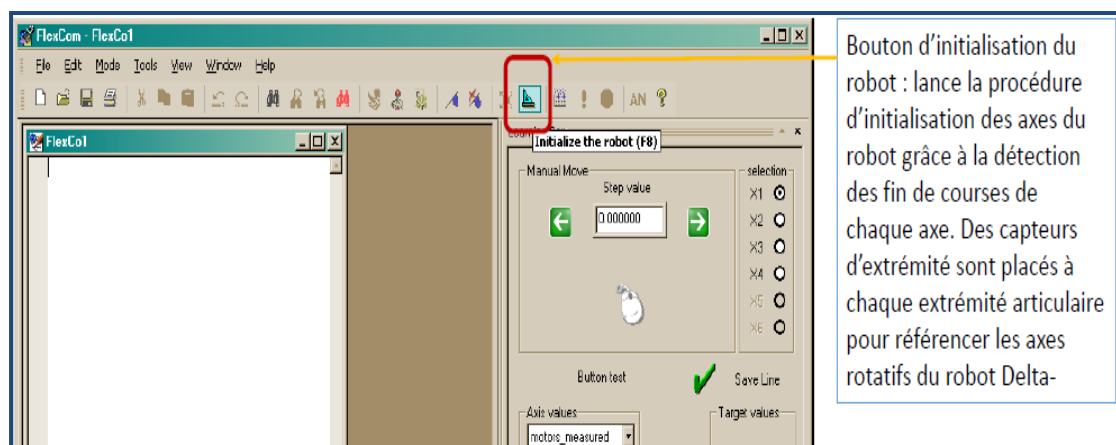 FlexCom - FlexCo1
File Edit Mode Tools View Window Help
AN
FlexCo1
Initialize the robot (F8)
Manual Move
Step value
0.000000
selection
X1
X2
X3
X4
X5
X6
Button test
Save Line
Axis values
motors_measured
Target values
Bouton d'initialisation du
robot : lance la procédure
d'initialisation des axes du
robot grâce à la détection
des fin de courses de
chaque axe. Des capteurs
d'extrémité sont placés à
chaque extrémité articulaire
pour référencer les axes
rotatifs du robot Delta-